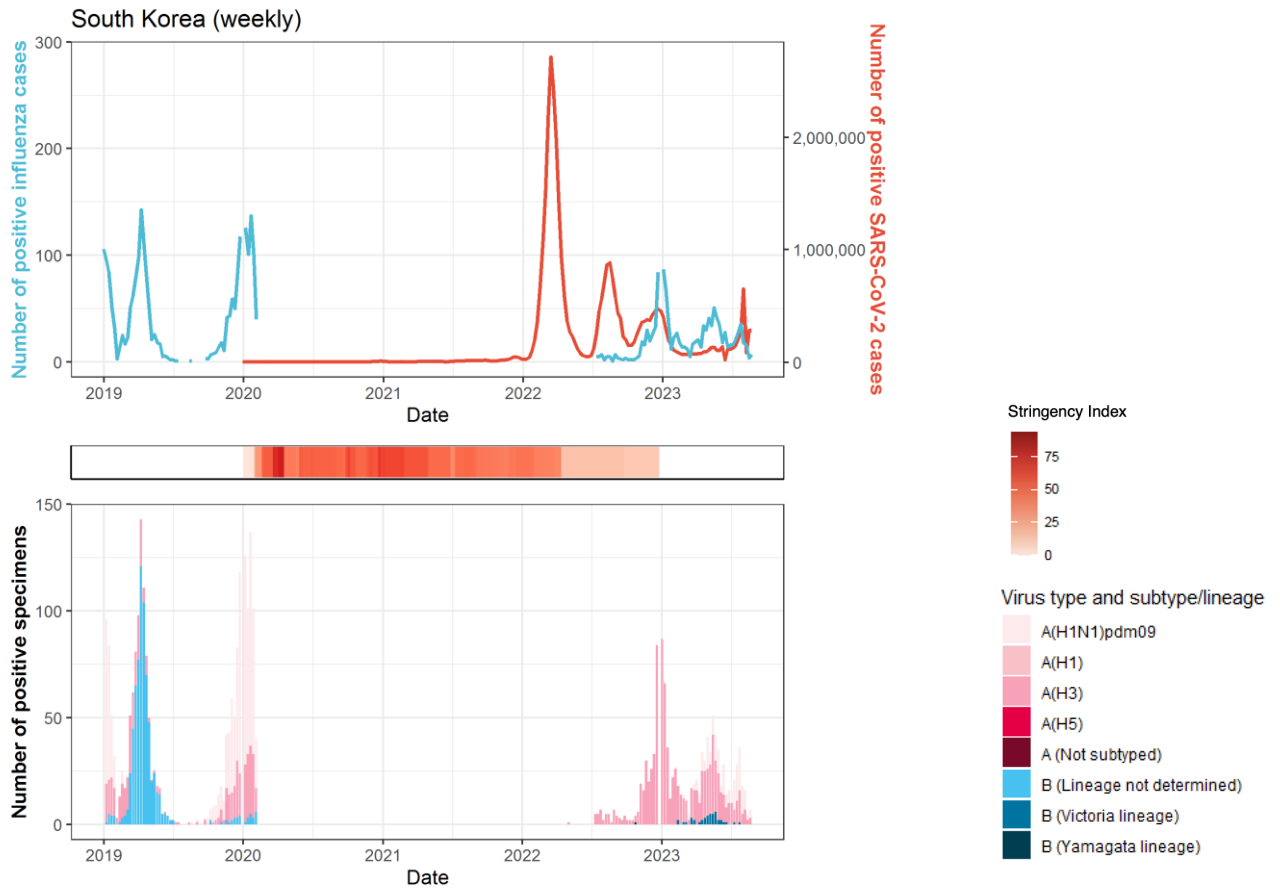 South Korea (weekly)
Number of positive influenza cases
300
200
100
0
Number of positive SARS-CoV-2 cases
2,000,000
1,000,000
0
2019 2020 2021 2022 2023
Date
Number of positive specimens
150
100
50
0
2019 2020 2021 2022 2023
Date
Stringency Index
75
50
25
0
Virus type and subtype/lineage
A(H1N1)pdm09
A(H1)
A(H3)
A(H5)
A (Not subtyped)
B (Lineage not determined)
B (Victoria lineage)
B (Yamagata lineage)